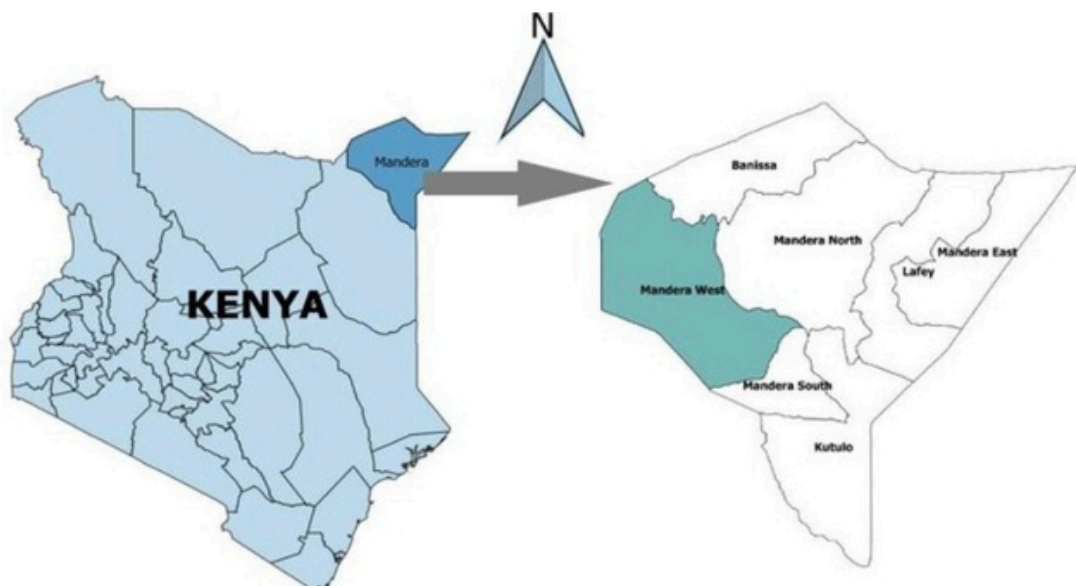 N
Mandera
KENYA
Banissa
Mandera North
Mandera East
Lafey
Mandera West
Mandera South
Kutulo